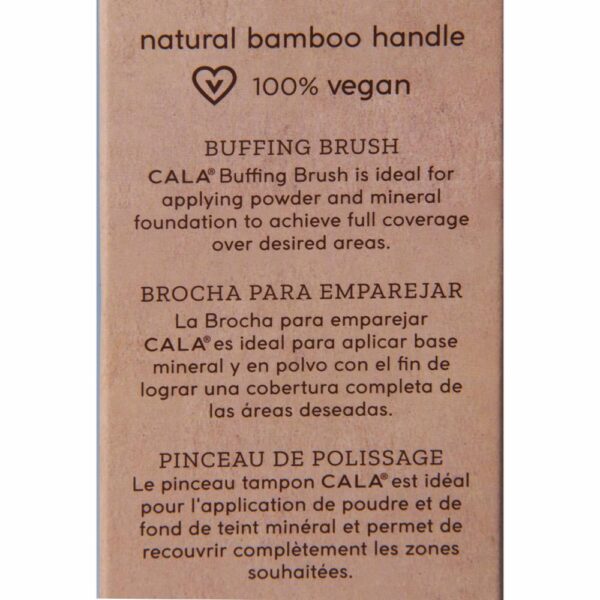 natural bamboo handle
100% vegan
BUFFING BRUSH
CALA® Buffing Brush is ideal for
applying powder and mineral
foundation to achieve full coverage
over desired areas.
BROCHA PARA EMPAREJAR
La Brocha para emparejar
CALA® es ideal para aplicar base
mineral y en polvo con el fin de
lograr una cobertura completa de
las áreas deseadas.
PINCEAU DE POLISSAGE
Le pinceau tampon CALA® est idéal
pour l'application de poudre et de
fond de teint minéral et permet de
recouvrir complètement les zones
souhaitées.